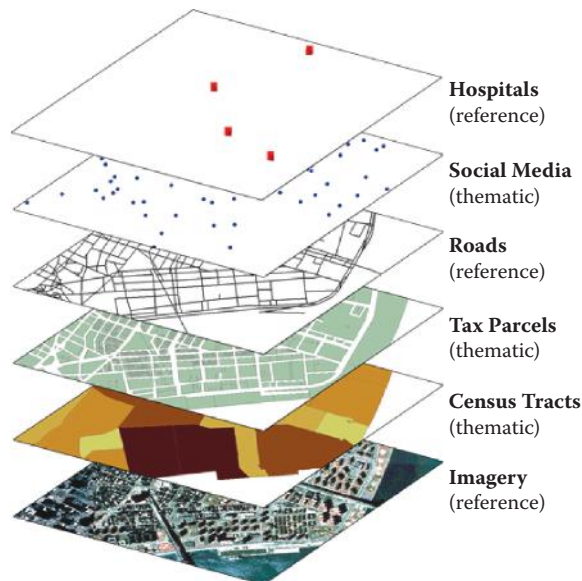 Hospitals
(reference)
Social Media
(thematic)
Roads
(reference)
Tax Parcels
(thematic)
Census Tracts
(thematic)
Imagery
(reference)